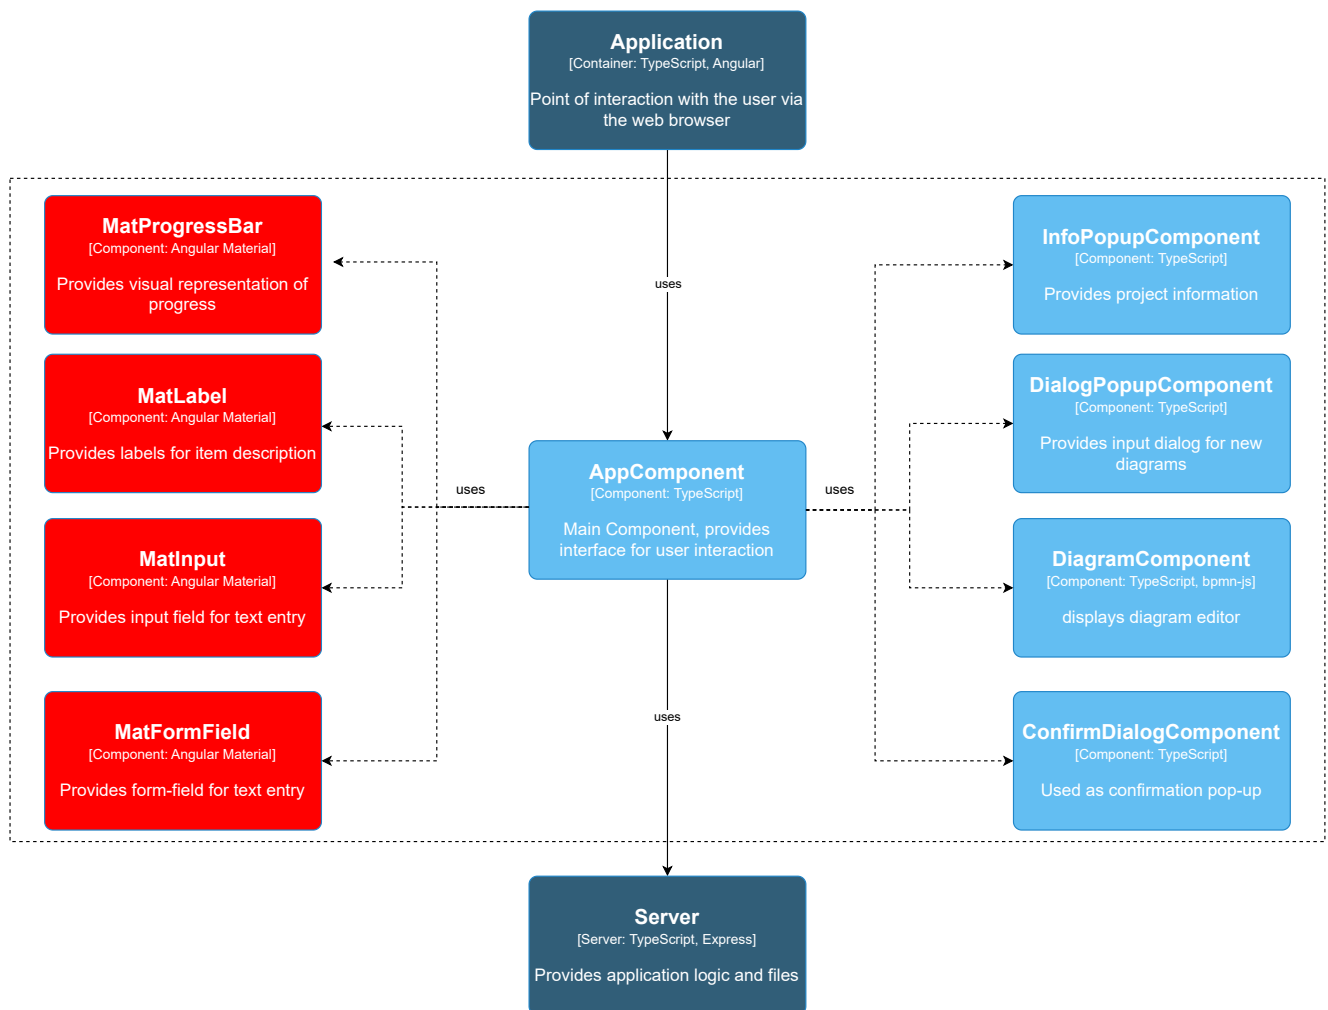 Application
[Container: TypeScript, Angular]
Point of interaction with the user via
the web browser
uses
MatProgressBar
[Component: Angular Material]
Provides visual representation of
progress
MatLabel
[Component: Angular Material]
Provides labels for item description
MatInput
[Component: Angular Material]
Provides input field for text entry
MatFormField
[Component: Angular Material]
Provides form-field for text entry
uses
AppComponent
[Component: TypeScript]
Main Component, provides
interface for user interaction
uses
InfoPopupComponent
[Component: TypeScript]
Provides project information
DialogPopupComponent
[Component: TypeScript]
Provides input dialog for new
diagrams
DiagramComponent
[Component: TypeScript, bpmn-js]
displays diagram editor
ConfirmDialogComponent
[Component: TypeScript]
Used as confirmation pop-up
uses
Server
[Server: TypeScript, Express]
Provides application logic and files